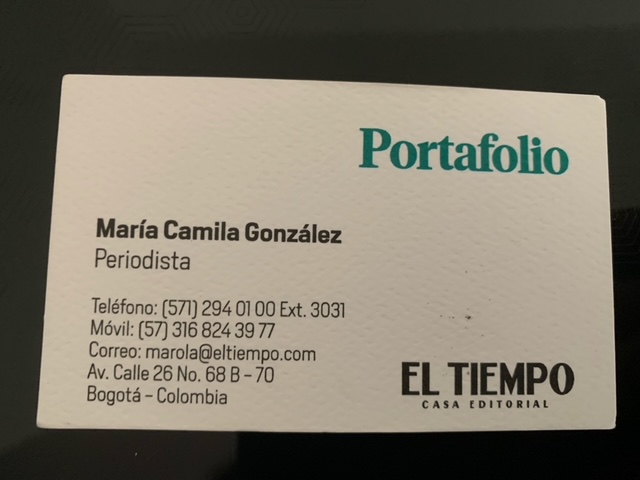 Portafolio
María Camila González
Periodista
Teléfono: (571) 294 01 00 Ext. 3031
Móvil: (57) 316 824 39 77
Correo: marola@eltiempo.com
Av. Calle 26 No. 68 B – 70
Bogotá – Colombia
EL TIEMPO
CASA EDITORIAL